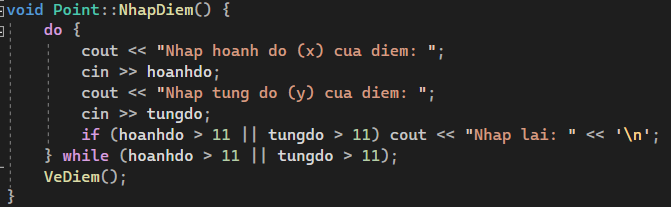 void Point::NhapDiem() {
    do {
        cout << "Nhap hoanh do (x) cua diem: ";
        cin >> hoanhdo;
        cout << "Nhap tung do (y) cua diem: ";
        cin >> tungdo;
        if (hoanhdo > 11 || tungdo > 11) cout << "Nhap lai: " << '\n';
    } while (hoanhdo > 11 || tungdo > 11);
    VeDiem();
}